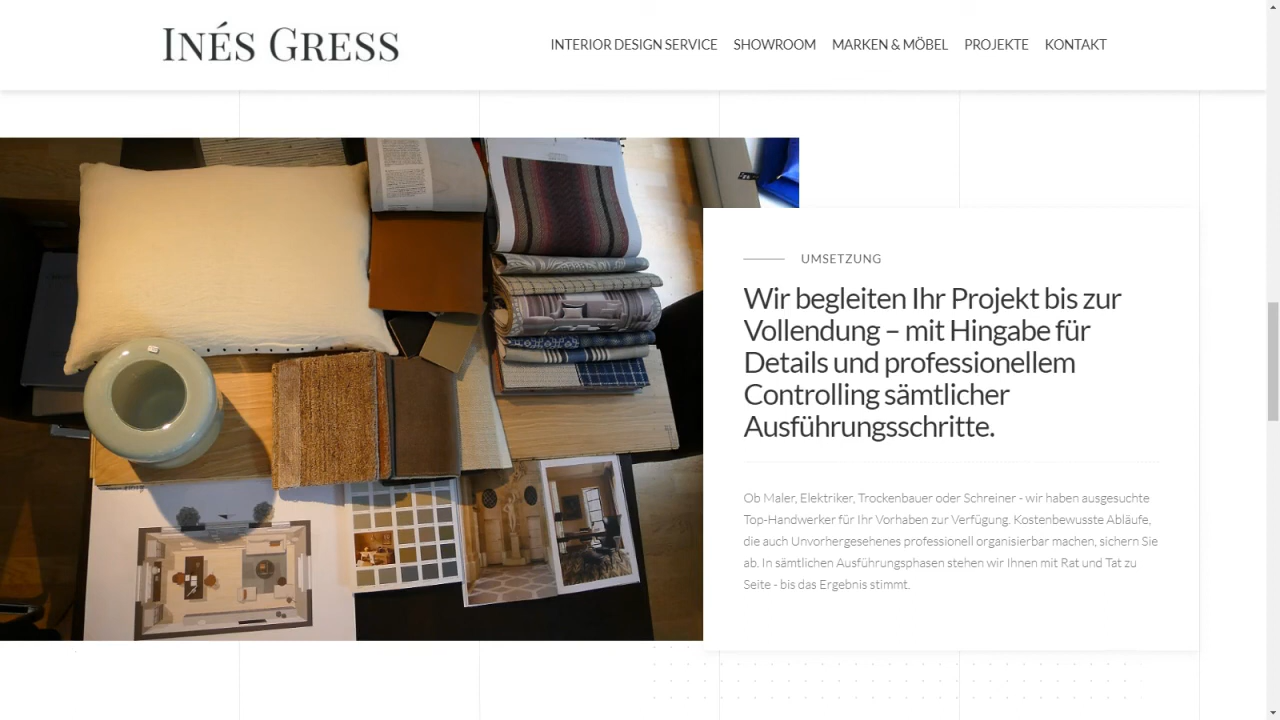 INÉS GRESS
INTERIOR DESIGN SERVICE SHOWROOM MARKEN & MÖBEL PROJEKTE KONTAKT
UMSETZUNG
Wir begleiten Ihr Projekt bis zur
Vollendung – mit Hingabe für
Details und professionellem
Controlling sämtlicher
Ausführungsschritte.
Ob Maler, Elektriker, Trockenbauer oder Schreiner - wir haben ausgesuchte
Top-Handwerker für Ihr Vorhaben zur Verfügung. Kostenbewusste Abläufe,
die auch Unvorhergesehenes professionell organisierbar machen, sichern Sie
ab. In sämtlichen Ausführungsphasen stehen wir Ihnen mit Rat und Tat zu
Seite - bis das Ergebnis stimmt.